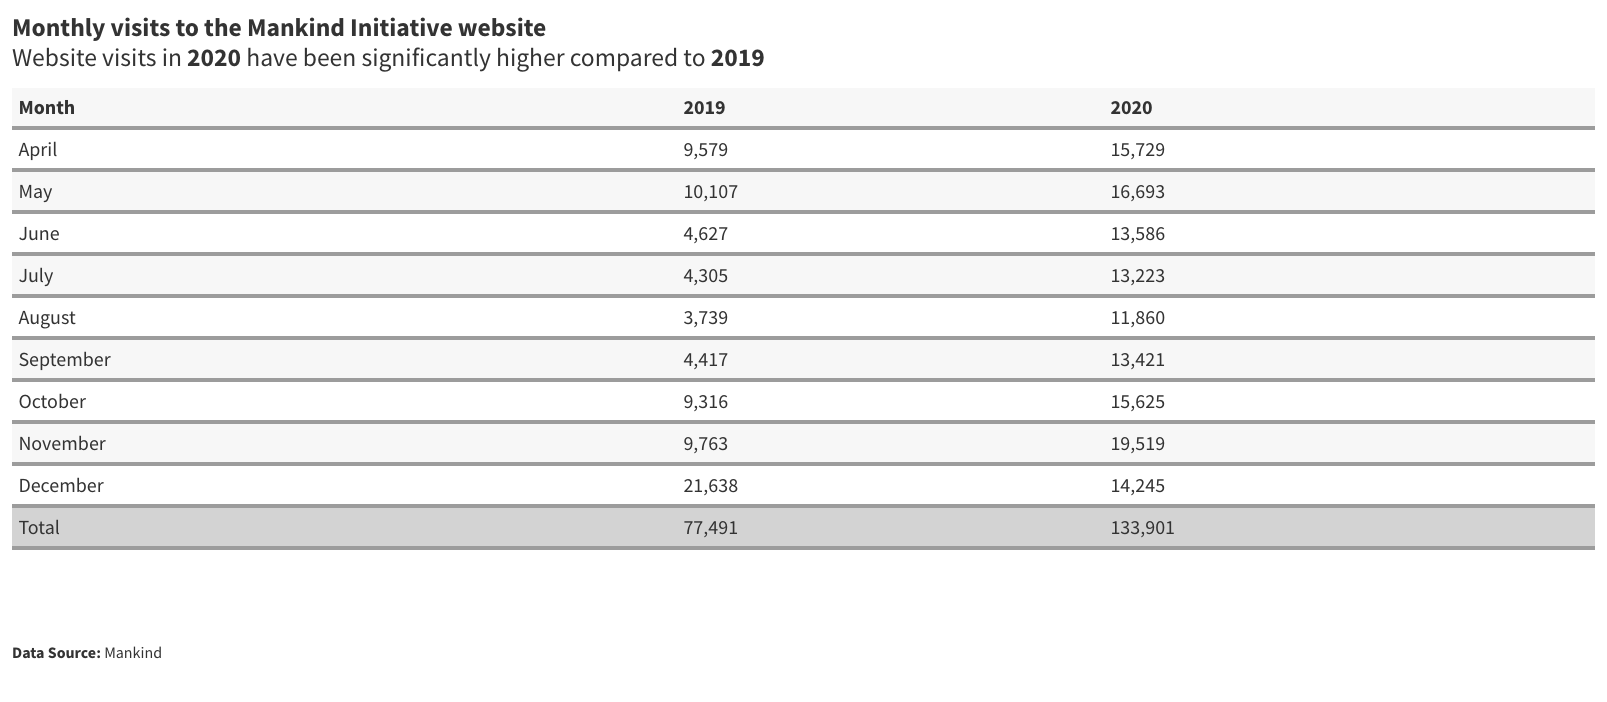 Monthly visits to the Mankind Initiative website
Website visits in 2020 have been significantly higher compared to 2019
Month 2019 2020
April 9,579 15,729
May 10,107 16,693
June 4,627 13,586
July 4,305 13,223
August 3,739 11,860
September 4,417 13,421
October 9,316 15,625
November 9,763 19,519
December 21,638 14,245
Total 77,491 133,901
Data Source: Mankind